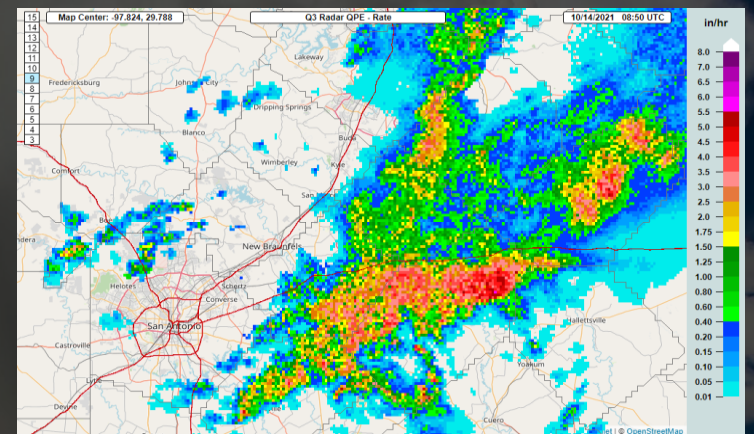 Map Center: -97.824, 29.788
Q3 Radar QPE - Rate
10/14/2021 08:50 UTC
in/hr
15
14
13
12
11
10
9
8
7
6
5
4
3
8.0
7.0
6.5
6.0
5.5
5.0
4.5
4.0
3.5
3.0
2.5
2.0
1.75
1.50
1.25
1.00
0.80
0.60
0.40
0.20
0.15
0.10
0.05
0.01
Lakeway
Fredericksburg
Dripping Springs
Blanco
Buda
Wimberley
Kyle
Comfort
New Braunfels
Helotes
Schertz
Converse
San Antonio
Hallettsville
Castroville
Yoakum
Lytle
Devine
Cuero
| © OpenStreetMap